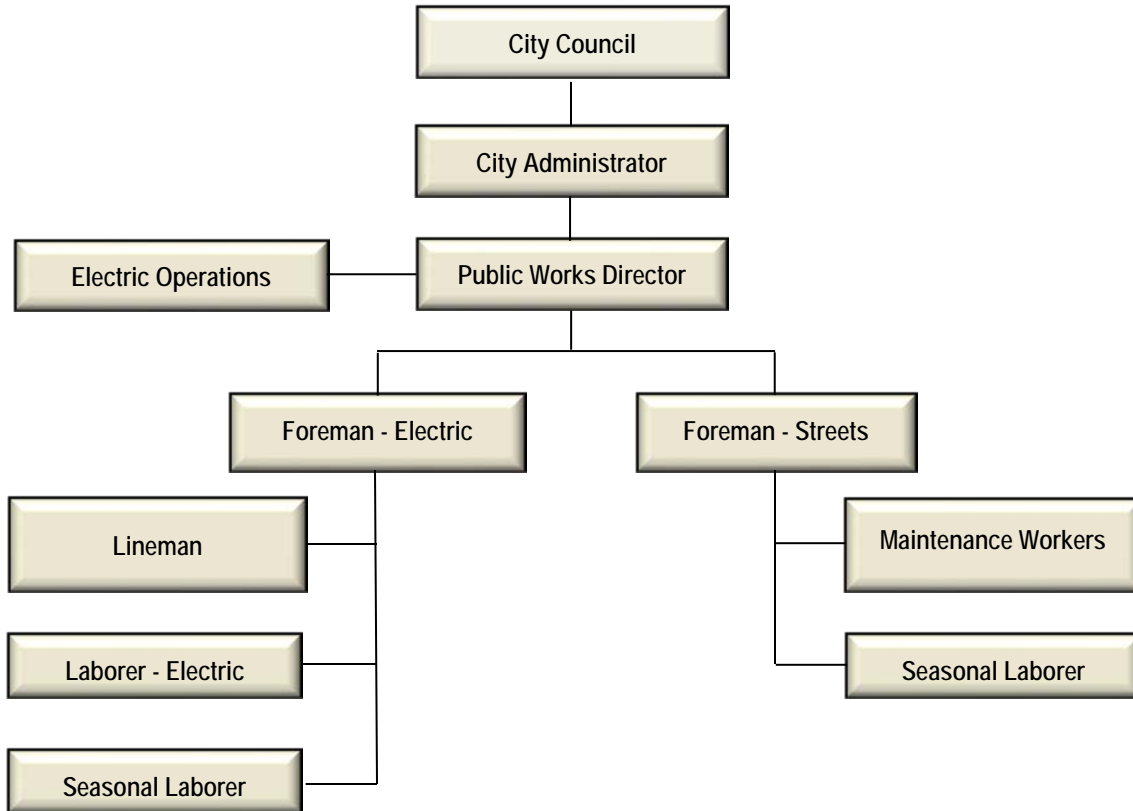 City Council
City Administrator
Electric Operations
Public Works Director
Foreman - Electric
Foreman - Streets
Lineman
Maintenance Workers
Laborer - Electric
Seasonal Laborer
Seasonal Laborer